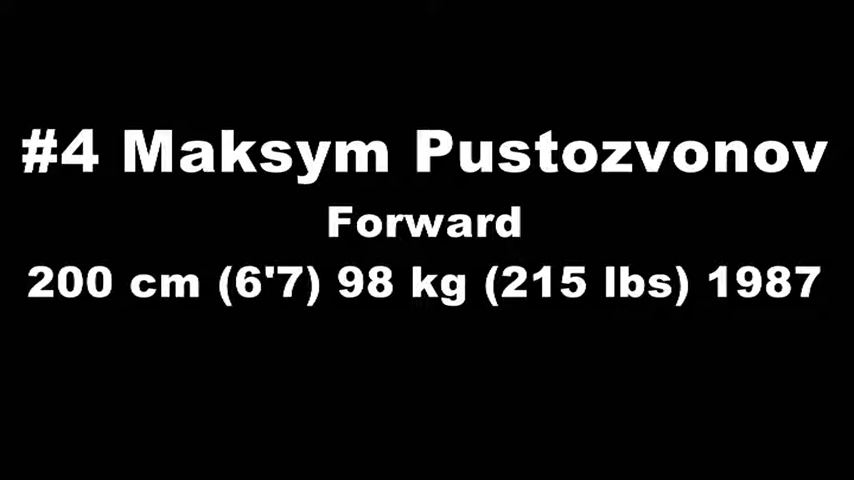 #4 Maksym Pustozvonov
Forward
200 cm (6'7) 98 kg (215 lbs) 1987